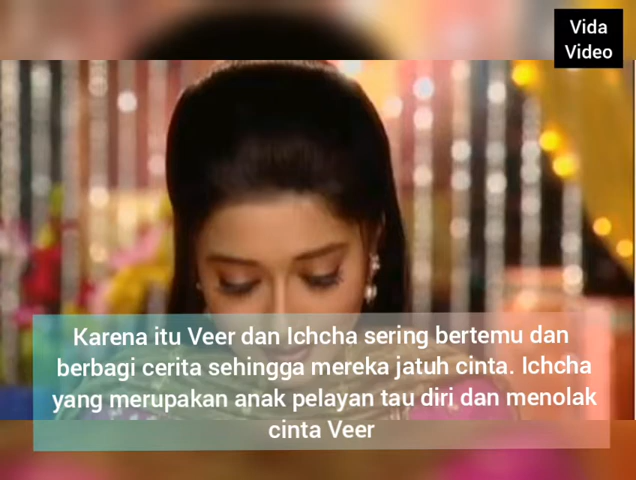 Vida
Video
Karena itu Veer dan Ichcha sering bertemu dan
berbagi cerita sehingga mereka jatuh cinta. Ichcha
yang merupakan anak pelayan tau diri dan menolak
cinta Veer